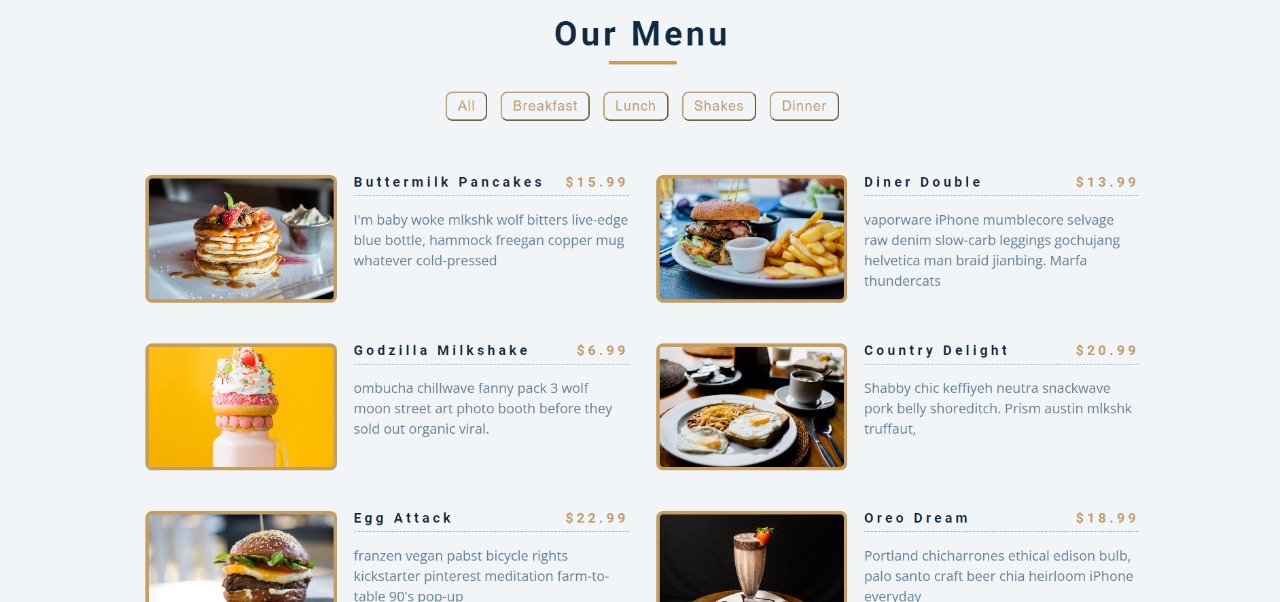 Our Menu
All Breakfast Lunch Shakes Dinner
Buttermilk Pancakes $15.99
I'm baby woke mlkshk wolf bitters live-edge
blue bottle, hammock freegan copper mug
whatever cold-pressed
Diner Double $13.99
vaporware iPhone mumblecore selvage
raw denim slow-carb leggings gochujang
helvetica man braid jianbing. Marfa
thundercats
Godzilla Milkshake $6.99
ombucha chillwave fanny pack 3 wolf
moon street art photo booth before they
sold out organic viral.
Country Delight $20.99
Shabby chic keffiyeh neutra snackwave
pork belly shoreditch. Prism austin mlkshk
truffaut,
Egg Attack $22.99
franzen vegan pabst bicycle rights
kickstarter pinterest meditation farm-to-
table 90's pop-up
Oreo Dream $18.99
Portland chicharrones ethical edison bulb,
palo santo craft beer chia heirloom iPhone
everyday